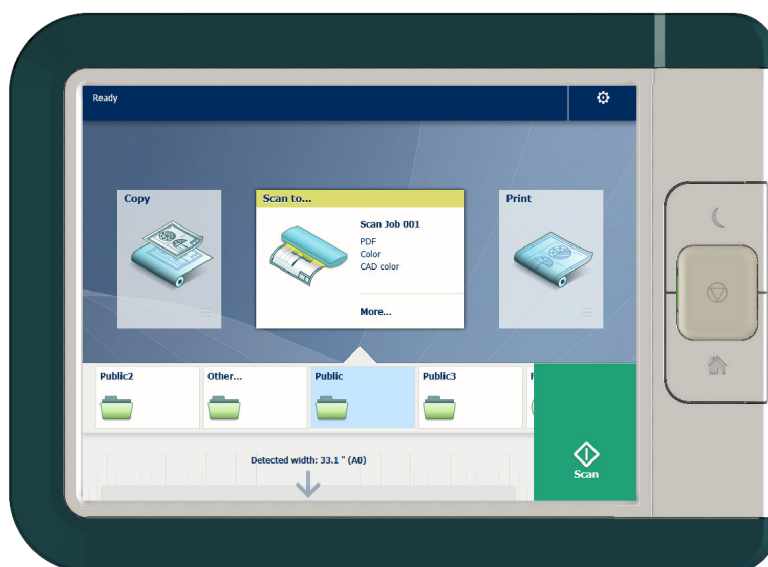 Ready
Copy
Scan to...
Scan Job 001
PDF
Color
CAD color
More...
Print
Public2
Other...
Public
Public3
Detected width: 33.1 " (A0)
Scan